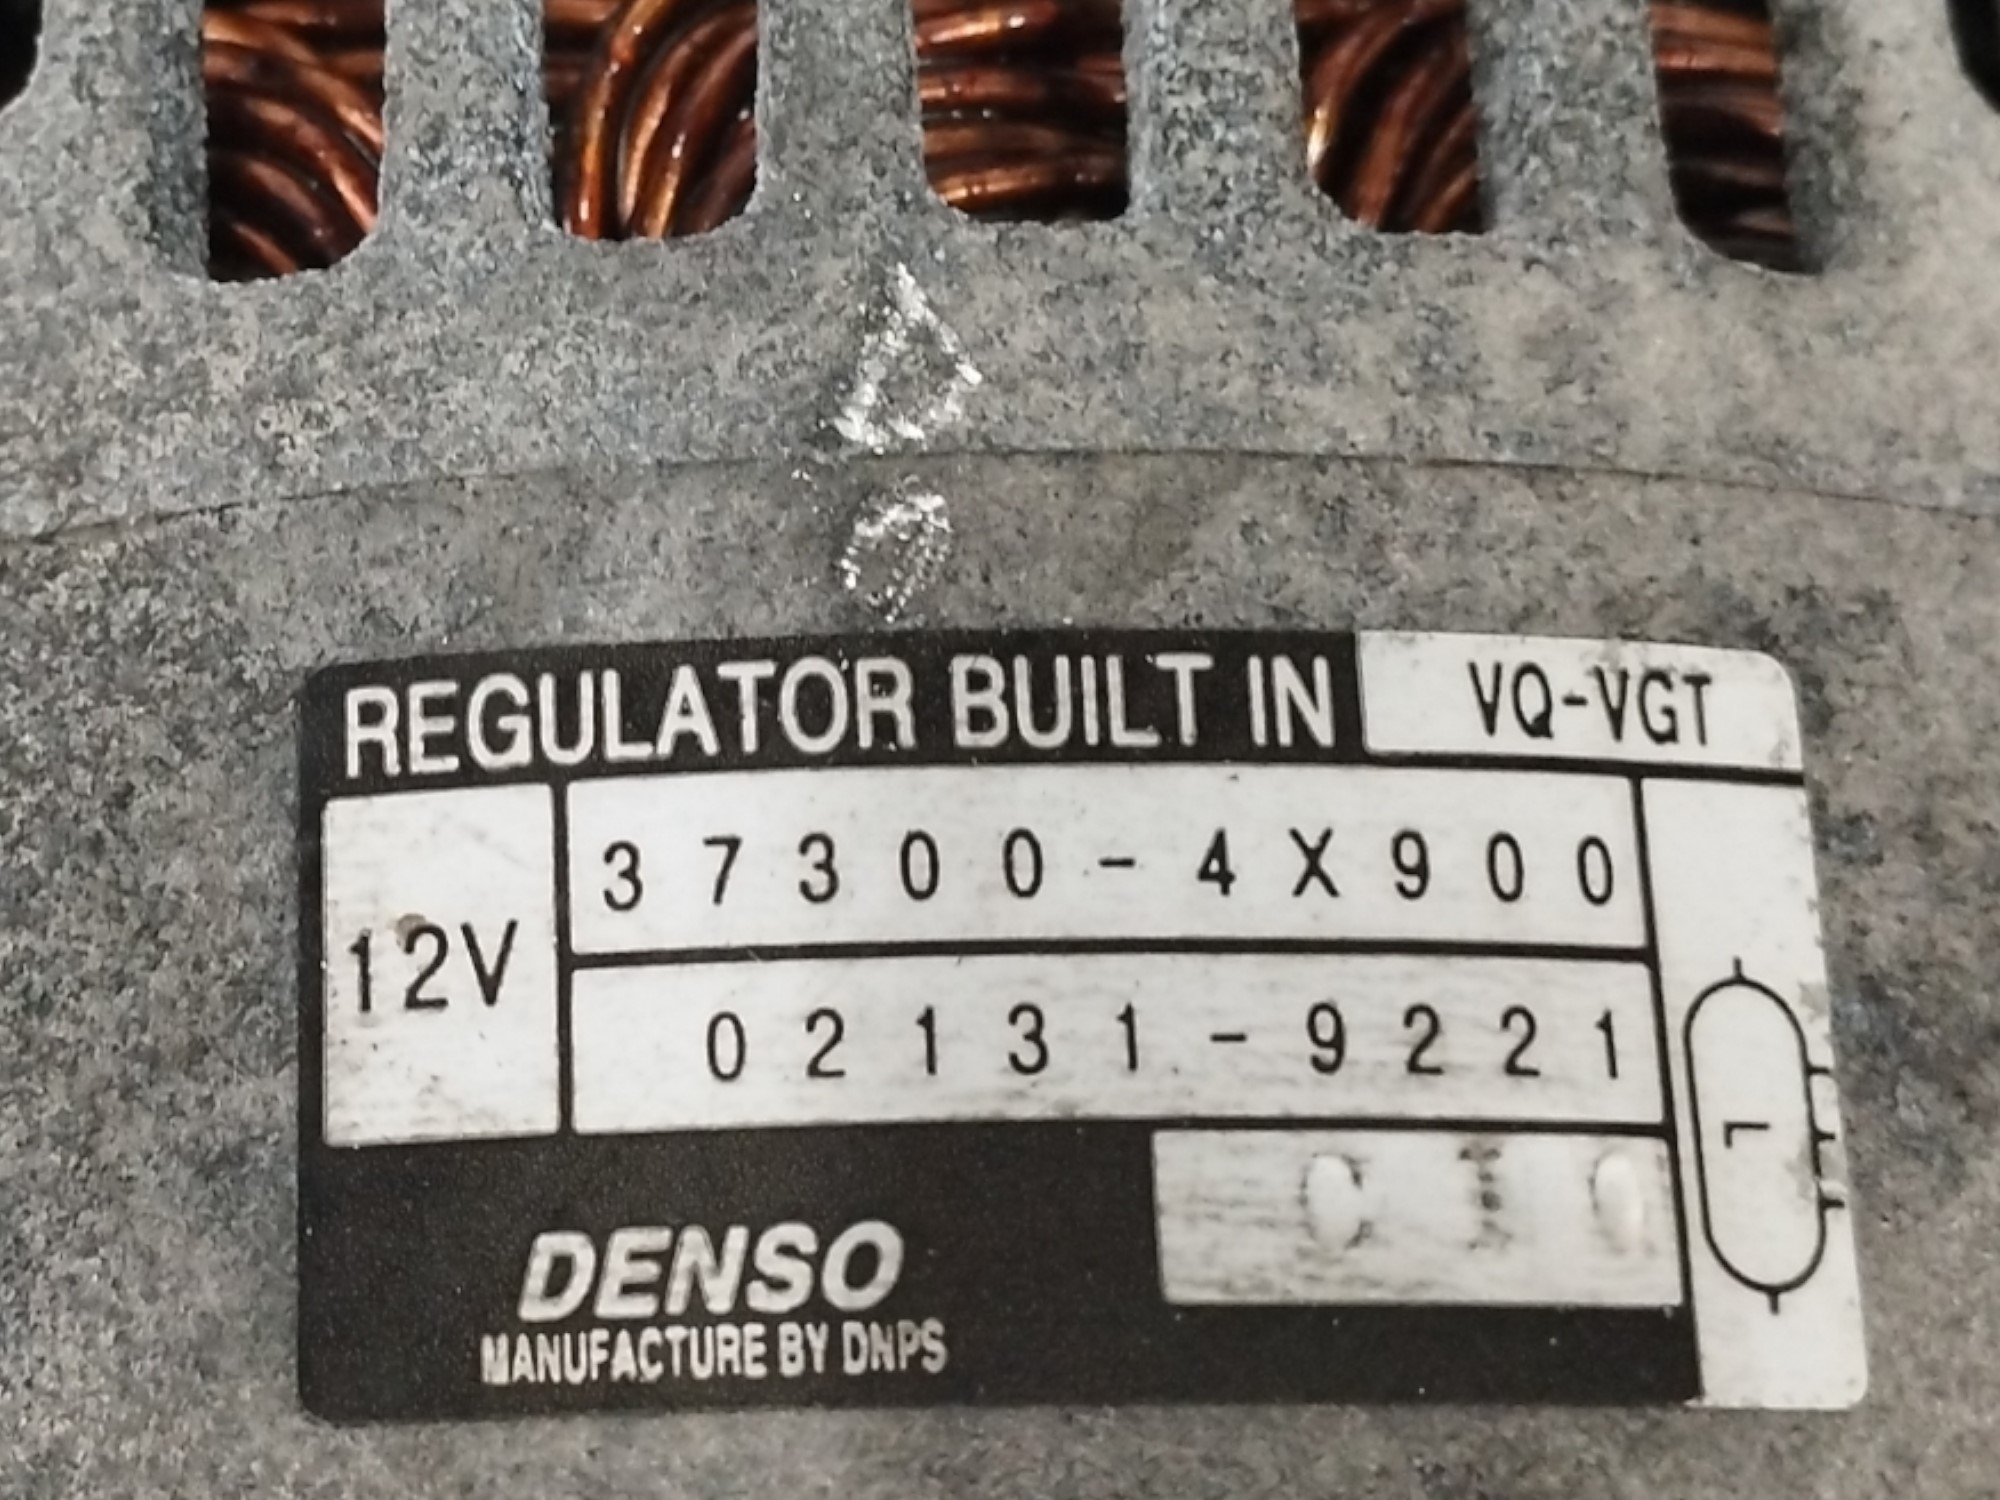 REGULATOR BUILT IN VQ-VGT
12V
37300-4X900
02131-9221
L
DENSO
MANUFACTURE BY DNPS